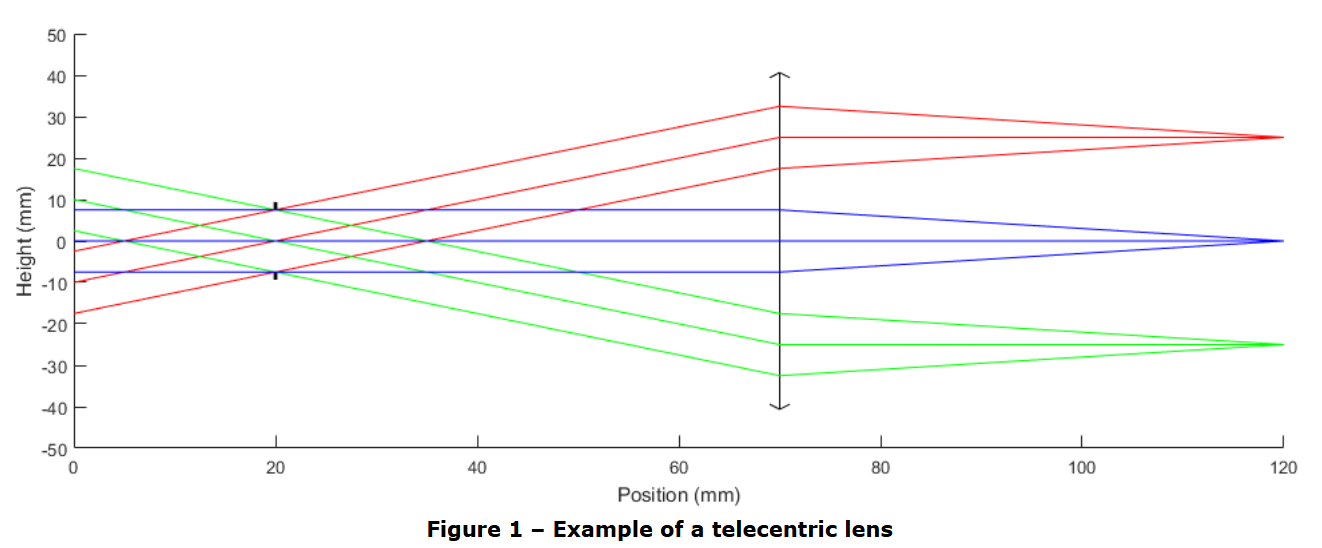 50
40
30
20
10
0
-10
-20
-30
-40
-50
Height (mm)
0 20 40 60 80 100 120
Position (mm)
Figure 1 – Example of a telecentric lens